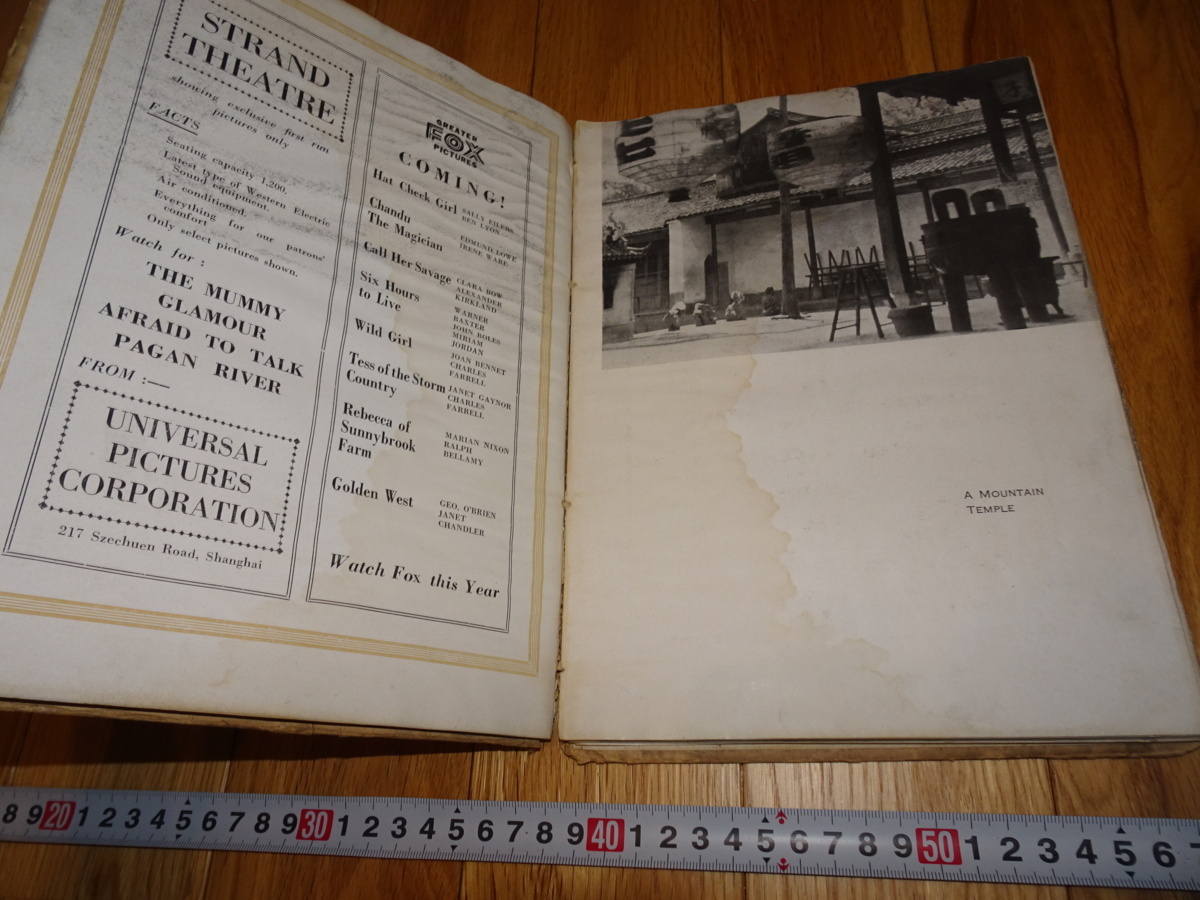 STRAND
THEATRE
showing exclusive first run
pictures only
FACTS
Seating capacity 1,200.
Latest type of Western Electric
Sound equipment.
Air conditioned.
Everything for our patrons'
comfort.
Only select pictures shown.
Watch for :
THE MUMMY
GLAMOUR
AFRAID TO TALK
PAGAN RIVER
FROM :—
UNIVERSAL
PICTURES
CORPORATION
217 Szechuen Road, Shanghai
GREATER
FOX
PICTURES
COMING!
Hat Check Girl
SALLY EILERS
BEN LYON
Chandu
The Magician
EDMUND LOWE
IRENE WARE
Call Her Savage
CLARA BOW
ALEXANDER
KIRKLAND
Six Hours
to Live
WARNER
BAXTER
JOHN BOLES
MIRIAM
JORDAN
Wild Girl
JOAN BENNET
CHARLES
FARRELL
Tess of the Storm
Country
JANET GAYNOR
CHARLES
FARRELL
Rebecca of
Sunnybrook
Farm
MARIAN NIXON
RALPH
BELLAMY
Golden West
GEO. O'BRIEN
JANET
CHANDLER
Watch Fox this Year
A MOUNTAIN
TEMPLE
8 9 20 1 2 3 4 5 6 7 8 9 30 1 2 3 4 5 6 7 8 9 40 1 2 3 4 5 6 7 8 9 50 1 2 3 4 5 6 7